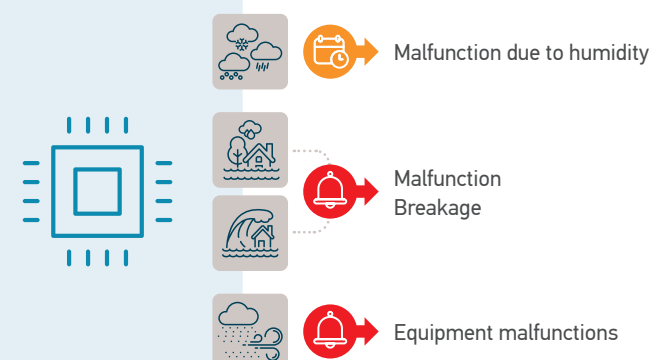 Malfunction due to humidity
Malfunction
Breakage
Equipment malfunctions